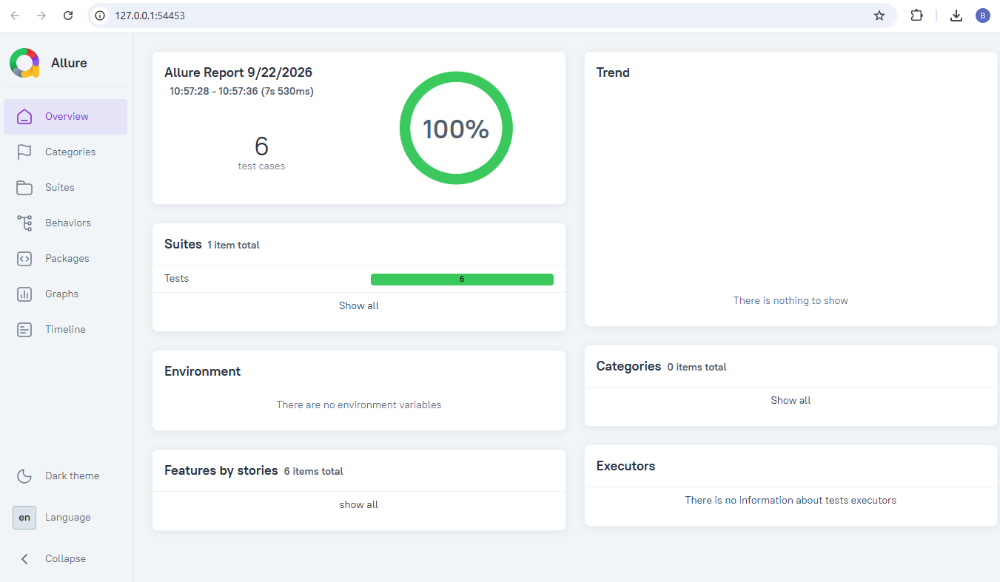 127.0.0.1:54453
B
Allure
Overview
Categories
Suites
Behaviors
Packages
Graphs
Timeline
Dark theme
en Language
Collapse
Allure Report 9/22/2026
10:57:28 - 10:57:36 (7s 530ms)
6
test cases
100%
Suites 1 item total
Tests 6
Show all
Environment
There are no environment variables
Features by stories 6 items total
show all
Trend
There is nothing to show
Categories 0 items total
Show all
Executors
There is no information about tests executors